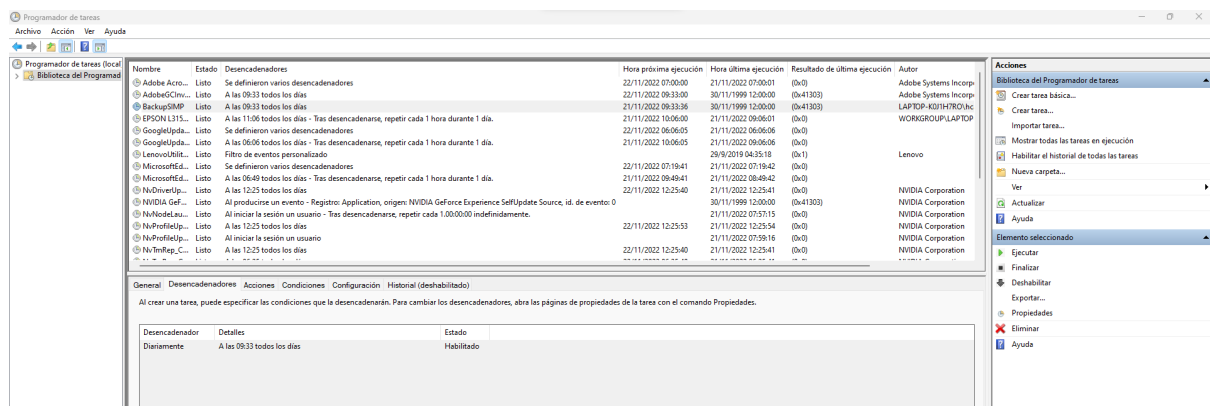 Programador de tareas
Archivo Acción Ver Ayuda
Programador de tareas (local
Biblioteca del Programad
Nombre Estado Desencadenadores Hora próxima ejecución Hora última ejecución Resultado de última ejecución Autor
Adobe Acro... Listo Se definieron varios desencadenadores 22/11/2022 07:00:00 21/11/2022 07:00:01 (0x0) Adobe Systems Incorp
AdobeGCInv... Listo A las 09:33 todos los días 22/11/2022 09:33:00 30/11/1999 12:00:00 (0x41303) Adobe Systems Incorp
BackupSIMP Listo A las 09:33 todos los días 21/11/2022 09:33:36 30/11/1999 12:00:00 (0x41303) LAPTOP-K0J1H7RO\hc
EPSON L315... Listo A las 11:06 todos los días - Tras desencadenarse, repetir cada 1 hora durante 1 día. 21/11/2022 10:06:00 21/11/2022 09:06:01 (0x0) WORKGROUP\LAPTOP
GoogleUpda... Listo Se definieron varios desencadenadores 22/11/2022 06:06:05 21/11/2022 06:06:06 (0x0)
GoogleUpda... Listo A las 06:06 todos los días - Tras desencadenarse, repetir cada 1 hora durante 1 día. 21/11/2022 10:06:05 21/11/2022 09:06:06 (0x0)
LenovoUtilit... Listo Filtro de eventos personalizado 29/9/2019 04:35:18 (0x1) Lenovo
MicrosoftEd... Listo Se definieron varios desencadenadores 22/11/2022 07:19:41 21/11/2022 07:19:42 (0x0)
MicrosoftEd... Listo A las 06:49 todos los días - Tras desencadenarse, repetir cada 1 hora durante 1 día. 21/11/2022 09:49:41 21/11/2022 08:49:42 (0x0)
NvDriverUp... Listo A las 12:25 todos los días 22/11/2022 12:25:40 21/11/2022 12:25:41 (0x0) NVIDIA Corporation
NVIDIA GeF... Listo Al producirse un evento - Registro: Application, origen: NVIDIA GeForce Experience SelfUpdate Source, id. de evento: 0 30/11/1999 12:00:00 (0x41303) NVIDIA Corporation
NvNodeLau... Listo Al iniciar la sesión un usuario - Tras desencadenarse, repetir cada 1.00:00:00 indefinidamente. 21/11/2022 07:57:15 (0x0) NVIDIA Corporation
NvProfileUp... Listo A las 12:25 todos los días 22/11/2022 12:25:53 21/11/2022 12:25:54 (0x0) NVIDIA Corporation
NvProfileUp... Listo Al iniciar la sesión un usuario 21/11/2022 07:59:16 (0x0) NVIDIA Corporation
NvTmRep_C... Listo A las 12:25 todos los días 22/11/2022 12:25:40 21/11/2022 12:25:41 (0x0) NVIDIA Corporation
General Desencadenadores Acciones Condiciones Configuración Historial (deshabilitado)
Al crear una tarea, puede especificar las condiciones que la desencadenarán. Para cambiar los desencadenadores, abra las páginas de propiedades de la tarea con el comando Propiedades.
Desencadenador Detalles Estado
Diariamente A las 09:33 todos los días Habilitado
Acciones
Biblioteca del Programador de tareas
Crear tarea básica...
Crear tarea...
Importar tarea...
Mostrar todas las tareas en ejecución
Habilitar el historial de todas las tareas
Nueva carpeta...
Ver
Actualizar
Ayuda
Elemento seleccionado
Ejecutar
Finalizar
Deshabilitar
Exportar...
Propiedades
Eliminar
Ayuda